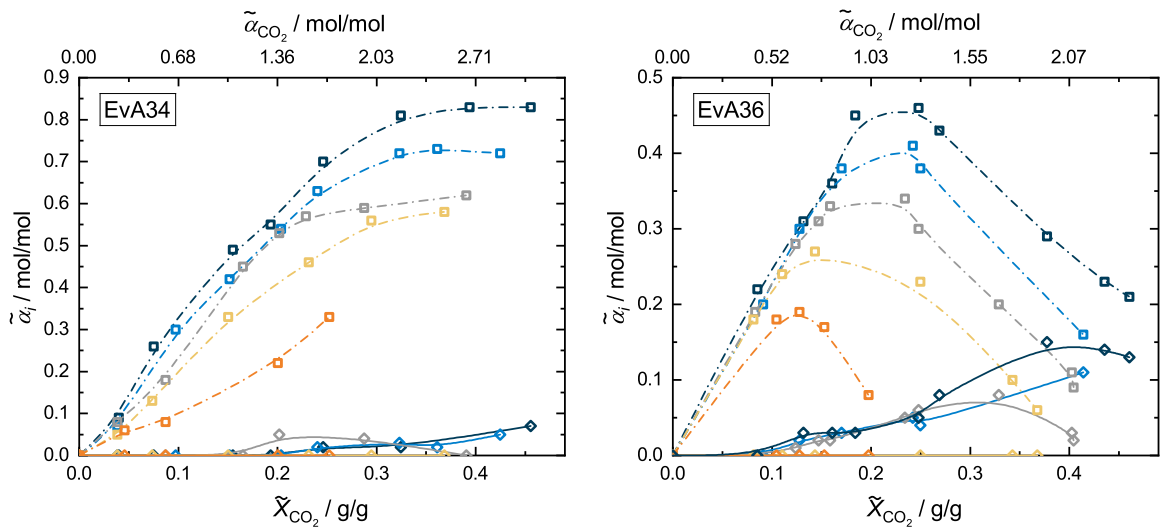 α̃CO₂ / mol/mol
0.00 0.68 1.36 2.03 2.71
0.9
0.8
0.7
0.6
0.5
0.4
0.3
0.2
0.1
0.0
α̃i / mol/mol
EvA34
0.0 0.1 0.2 0.3 0.4
X̃CO₂ / g/g
α̃CO₂ / mol/mol
0.00 0.52 1.03 1.55 2.07
0.5
0.4
0.3
0.2
0.1
0.0
α̃i / mol/mol
EvA36
0.0 0.1 0.2 0.3 0.4
X̃CO₂ / g/g